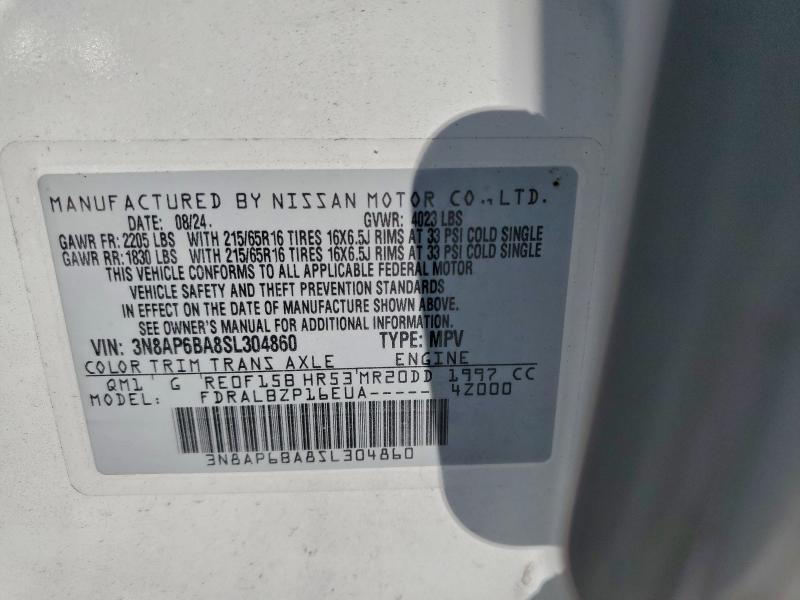 MANUFACTURED BY NISSAN MOTOR CO., LTD.
DATE: 08/24. GVWR: 4023 LBS
GAWR FR: 2205 LBS WITH 215/65R16 TIRES 16X6.5J RIMS AT 33 PSI COLD SINGLE
GAWR RR: 1830 LBS WITH 215/65R16 TIRES 16X6.5J RIMS AT 33 PSI COLD SINGLE
THIS VEHICLE CONFORMS TO ALL APPLICABLE FEDERAL MOTOR
VEHICLE SAFETY AND THEFT PREVENTION STANDARDS
IN EFFECT ON THE DATE OF MANUFACTURE SHOWN ABOVE.
SEE OWNER'S MANUAL FOR ADDITIONAL INFORMATION.
VIN: 3N8AP6BA8SL304860 TYPE: MPV
COLOR TRIM TRANS AXLE ENGINE
QM1 G RE0F15B HR53 MR20DD 1997 CC
MODEL: FDRALBZP16EUA----- 4Z000
3N8AP6BA8SL304860